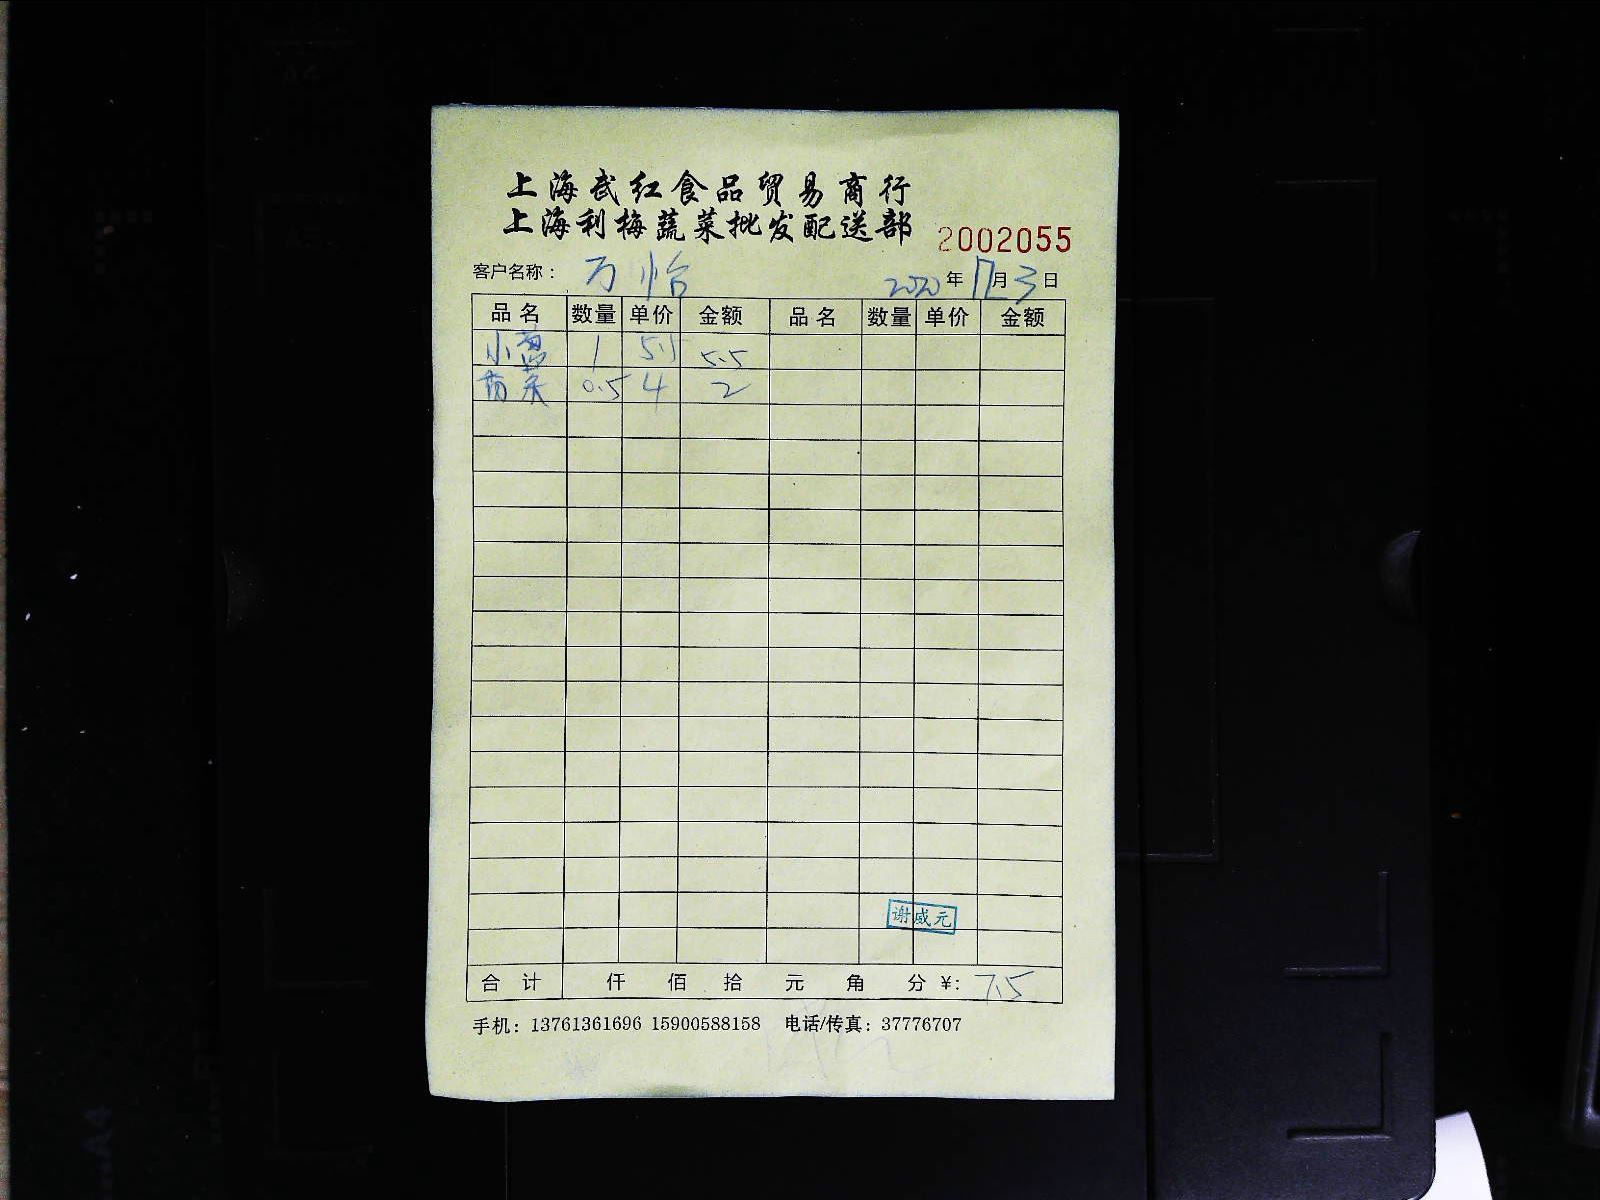 上海武红食品贸易商行
上海利梅蔬菜批发配送部 2002055
客户名称： 万怡 2020年12月3日
品名 数量 单价 金额 品名 数量 单价 金额
小葱 1 5.5 5.5
0.5 4 2
谢威元
合计 仟 佰 拾 元 角 分 ¥: 7.5
手机：13761361696 15900588158 电话/传真：37776707